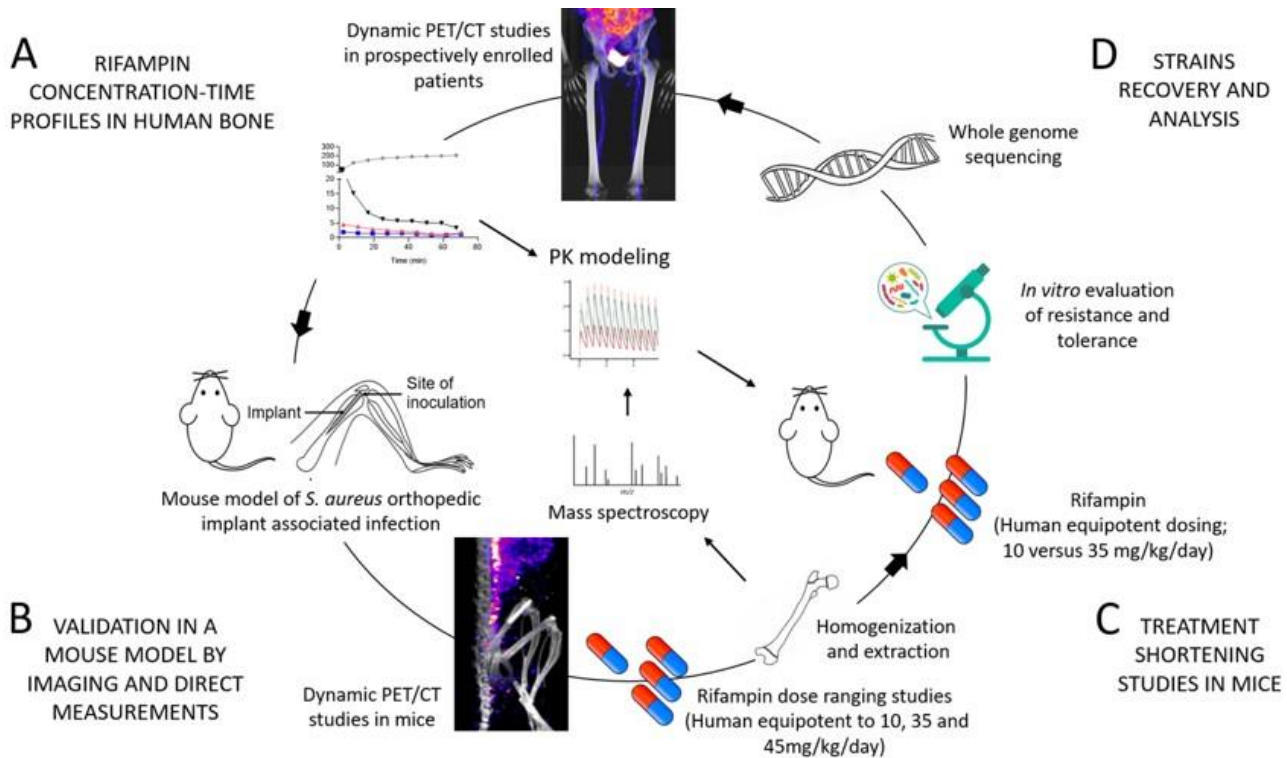 A
RIFAMPIN
CONCENTRATION-TIME
PROFILES IN HUMAN BONE
Dynamic PET/CT studies
in prospectively enrolled
patients
D
STRAINS
RECOVERY AND
ANALYSIS
Whole genome
sequencing
300
200
100
20
15
10
5
0
0
20
40
60
80
Time (min)
PK modeling
In vitro evaluation
of resistance and
tolerance
Site of
inoculation
Implant
Mouse model of S. aureus orthopedic
implant associated infection
m/z
Mass spectroscopy
Rifampin
(Human equipotent dosing;
10 versus 35 mg/kg/day)
B
VALIDATION IN A
MOUSE MODEL BY
IMAGING AND DIRECT
MEASUREMENTS
Dynamic PET/CT
studies in mice
Homogenization
and extraction
Rifampin dose ranging studies
(Human equipotent to 10, 35 and
45mg/kg/day)
C
TREATMENT
SHORTENING
STUDIES IN MICE